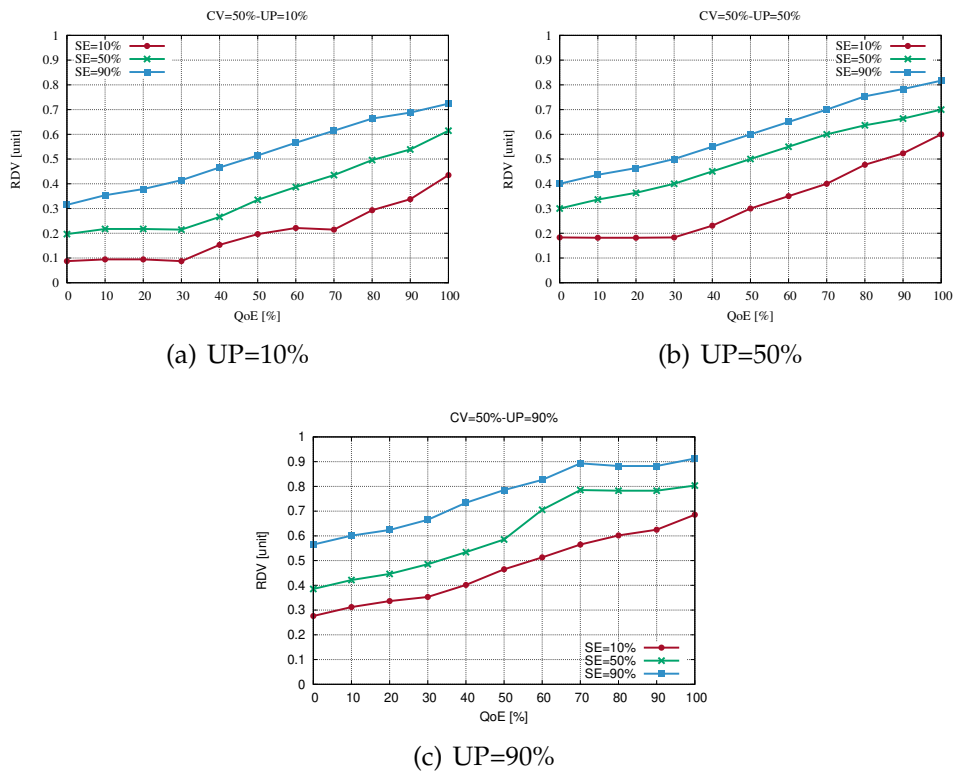 CV=50%-UP=10%
SE=10%
SE=50%
SE=90%
1
0.9
0.8
0.7
0.6
0.5
0.4
0.3
0.2
0.1
0
RDV [unit]
0 10 20 30 40 50 60 70 80 90 100
QoE [%]
(a) UP=10%
CV=50%-UP=50%
SE=10%
SE=50%
SE=90%
1
0.9
0.8
0.7
0.6
0.5
0.4
0.3
0.2
0.1
0
RDV [unit]
0 10 20 30 40 50 60 70 80 90 100
QoE [%]
(b) UP=50%
CV=50%-UP=90%
1
0.9
0.8
0.7
0.6
0.5
0.4
0.3
0.2
0.1
0
RDV [unit]
SE=10%
SE=50%
SE=90%
0 10 20 30 40 50 60 70 80 90 100
QoE [%]
(c) UP=90%